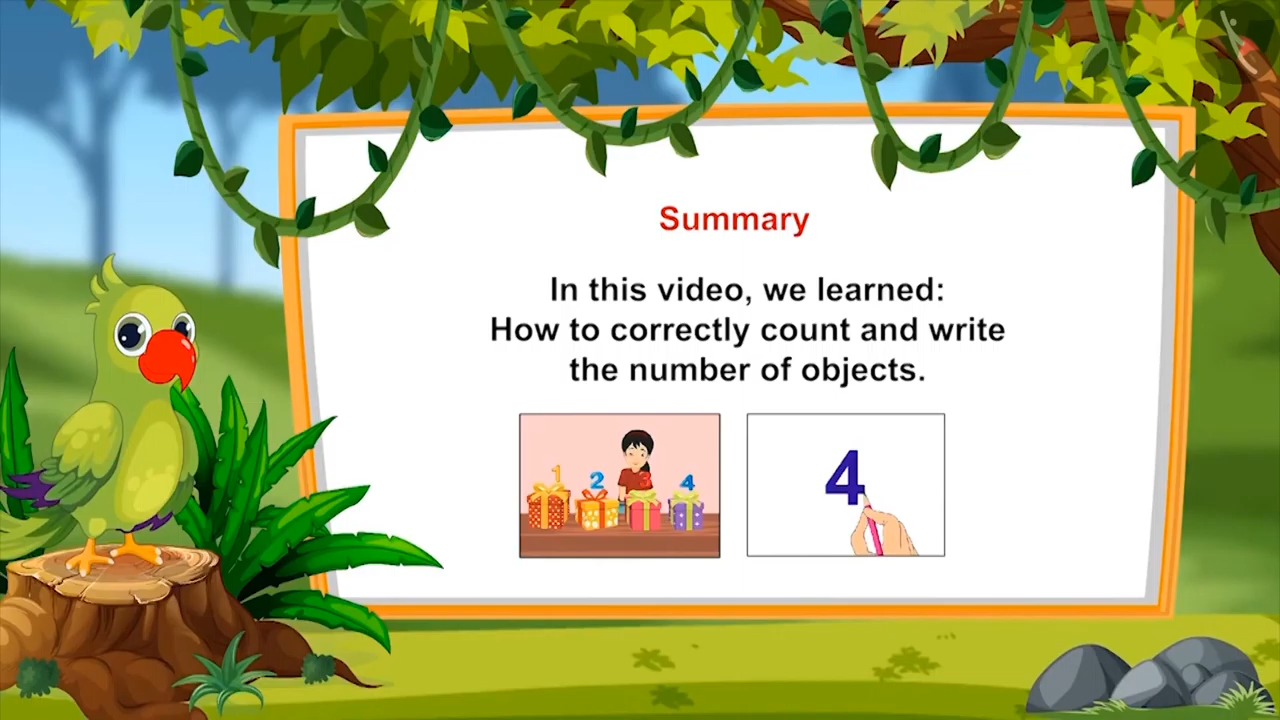 Summary
In this video, we learned:
How to correctly count and write
the number of objects.
1 2 3 4
4